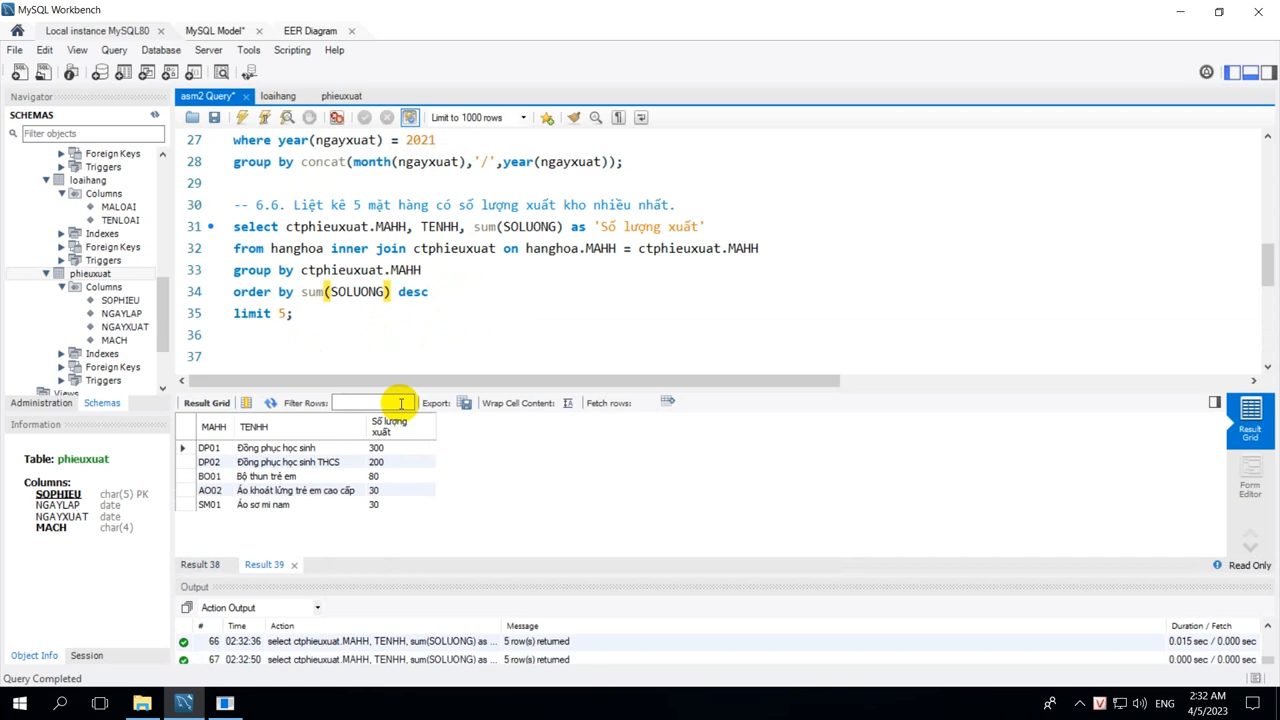 MySQL Workbench
Local instance MySQL80
MySQL Model*
EER Diagram
File Edit View Query Database Server Tools Scripting Help
Navigator
SCHEMAS
Filter objects
Foreign Keys
Triggers
loaihang
Columns
MALOAI
TENLOAI
Indexes
Foreign Keys
Triggers
phieuxuat
Columns
SOPHIEU
NGAYLAP
NGAYXUAT
MACH
Indexes
Foreign Keys
Triggers
Views
Administration Schemas
Information
Table: phieuxuat
Columns:
SOPHIEU char(5) PK
NGAYLAP date
NGAYXUAT date
MACH char(4)
Object Info Session
asm2 Query* loaihang phieuxuat
Limit to 1000 rows
27 where year(ngayxuat) = 2021
28 group by concat(month(ngayxuat),'/',year(ngayxuat));
29
30 -- 6.6. Liệt kê 5 mặt hàng có số lượng xuất kho nhiều nhất.
31 select ctphieuxuat.MAHH, TENHH, sum(SOLUONG) as 'Số lượng xuất'
32 from hanghoa inner join ctphieuxuat on hanghoa.MAHH = ctphieuxuat.MAHH
33 group by ctphieuxuat.MAHH
34 order by sum(SOLUONG) desc
35 limit 5;
36
37
Result Grid Filter Rows: Export: Wrap Cell Content: Fetch rows:
MAHH TENHH Số lượng xuất
DP01 Đồng phục học sinh 300
DP02 Đồng phục học sinh THCS 200
BO01 Bộ thun trẻ em 80
AO02 Áo khoát lửng trẻ em cao cấp 30
SM01 Áo sơ mi nam 30
Result Grid
Form Editor
Result 38 Result 39
Read Only
Output
Action Output
# Time Action Message Duration / Fetch
66 02:32:36 select ctphieuxuat.MAHH, TENHH, sum(SOLUONG) as ... 5 row(s) returned 0.015 sec / 0.000 sec
67 02:32:50 select ctphieuxuat.MAHH, TENHH, sum(SOLUONG) as ... 5 row(s) returned 0.000 sec / 0.000 sec
Query Completed
ENG
2:32 AM
4/5/2023